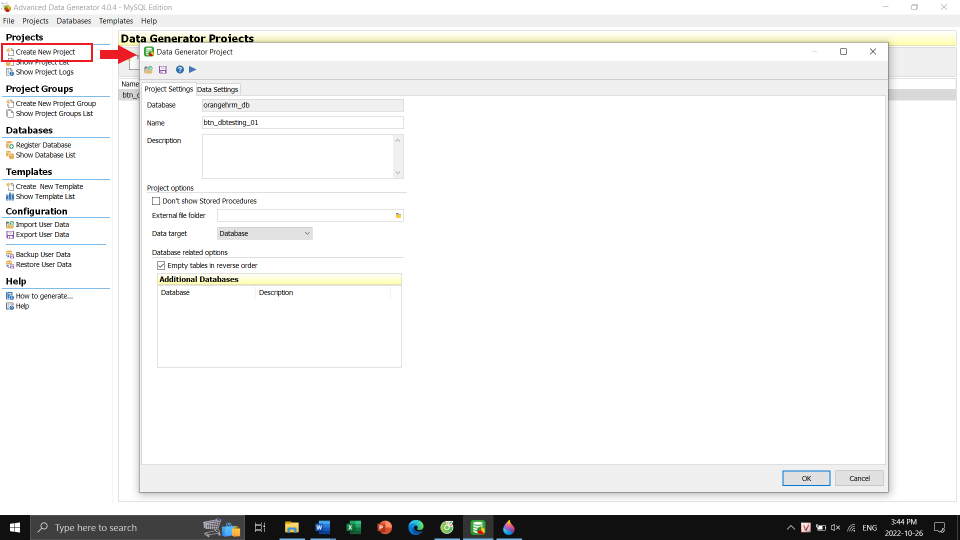 Advanced Data Generator 4.0.4 - MySQL Edition
File Projects Databases Templates Help
Projects
Create New Project
Show Project List
Show Project Logs
Project Groups
Create New Project Group
Show Project Groups List
Databases
Register Database
Show Database List
Templates
Create New Template
Show Template List
Configuration
Import User Data
Export User Data
Backup User Data
Restore User Data
Help
How to generate...
Help
Data Generator Projects
Name
Data Generator Project
Project Settings Data Settings
Database orangehrm_db
Name btn_dbtesting_01
Description
Project options
Don't show Stored Procedures
External file folder
Data target Database
Database related options
Empty tables in reverse order
Additional Databases
Database Description
OK Cancel
Type here to search
ENG
3:44 PM
2022-10-26